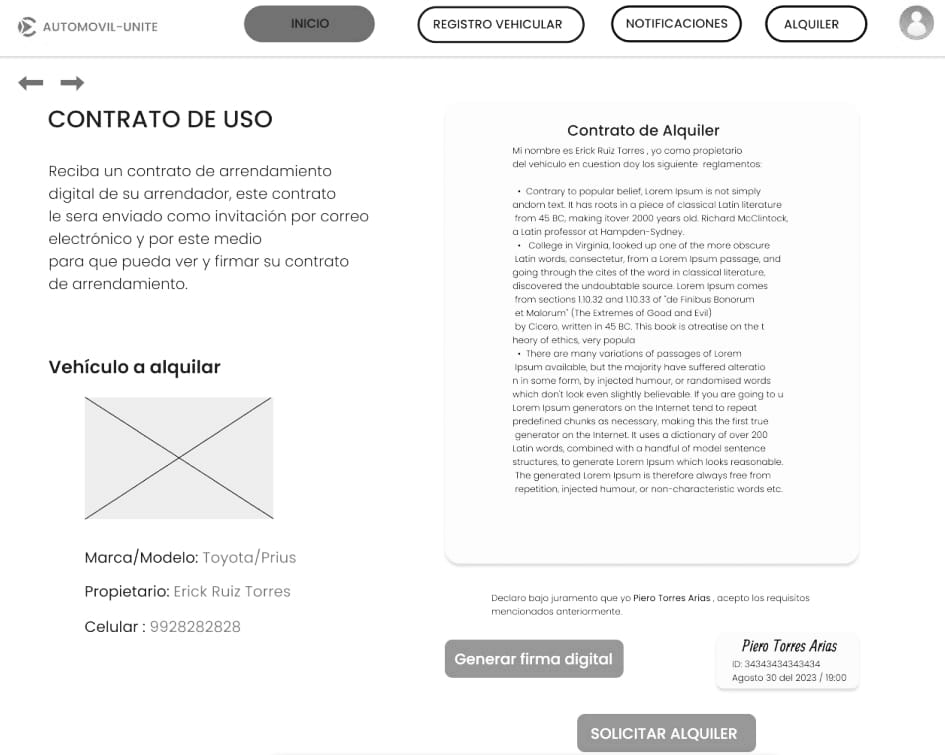 AUTOMOVIL-UNITE
INICIO
REGISTRO VEHICULAR
NOTIFICACIONES
ALQUILER
CONTRATO DE USO
Reciba un contrato de arrendamiento
digital de su arrendador, este contrato
le sera enviado como invitación por correo
electrónico y por este medio
para que pueda ver y firmar su contrato
de arrendamiento.
Vehículo a alquilar
Marca/Modelo: Toyota/Prius
Propietario: Erick Ruiz Torres
Celular : 9928282828
Contrato de Alquiler
Mi nombre es Erick Ruiz Torres , yo como propietario
del vehiculo en cuestion doy los siguiente reglamentos:
• Contrary to popular belief, Lorem Ipsum is not simply
andom text. It has roots in a piece of classical Latin literature
from 45 BC, making itover 2000 years old. Richard McClintock,
a Latin professor at Hampden-Sydney.
• College in Virginia, looked up one of the more obscure
Latin words, consectetur, from a Lorem Ipsum passage, and
going through the cites of the word in classical literature,
discovered the undoubtable source. Lorem Ipsum comes
from sections 1.10.32 and 1.10.33 of "de Finibus Bonorum
et Malorum" (The Extremes of Good and Evil)
by Cicero, written in 45 BC. This book is atreatise on the t
heory of ethics, very popula
• There are many variations of passages of Lorem
Ipsum available, but the majority have suffered alteratio
n in some form, by injected humour, or randomised words
which don't look even slightly believable. If you are going to u
Lorem Ipsum generators on the Internet tend to repeat
predefined chunks as necessary, making this the first true
generator on the Internet. It uses a dictionary of over 200
Latin words, combined with a handful of model sentence
structures, to generate Lorem Ipsum which looks reasonable.
The generated Lorem Ipsum is therefore always free from
repetition, injected humour, or non-characteristic words etc.
Declaro bajo juramento que yo Piero Torres Arias , acepto los requisitos
mencionados anteriormente.
Generar firma digital
Piero Torres Arias
ID: 34343434343434
Agosto 30 del 2023 / 19:00
SOLICITAR ALQUILER